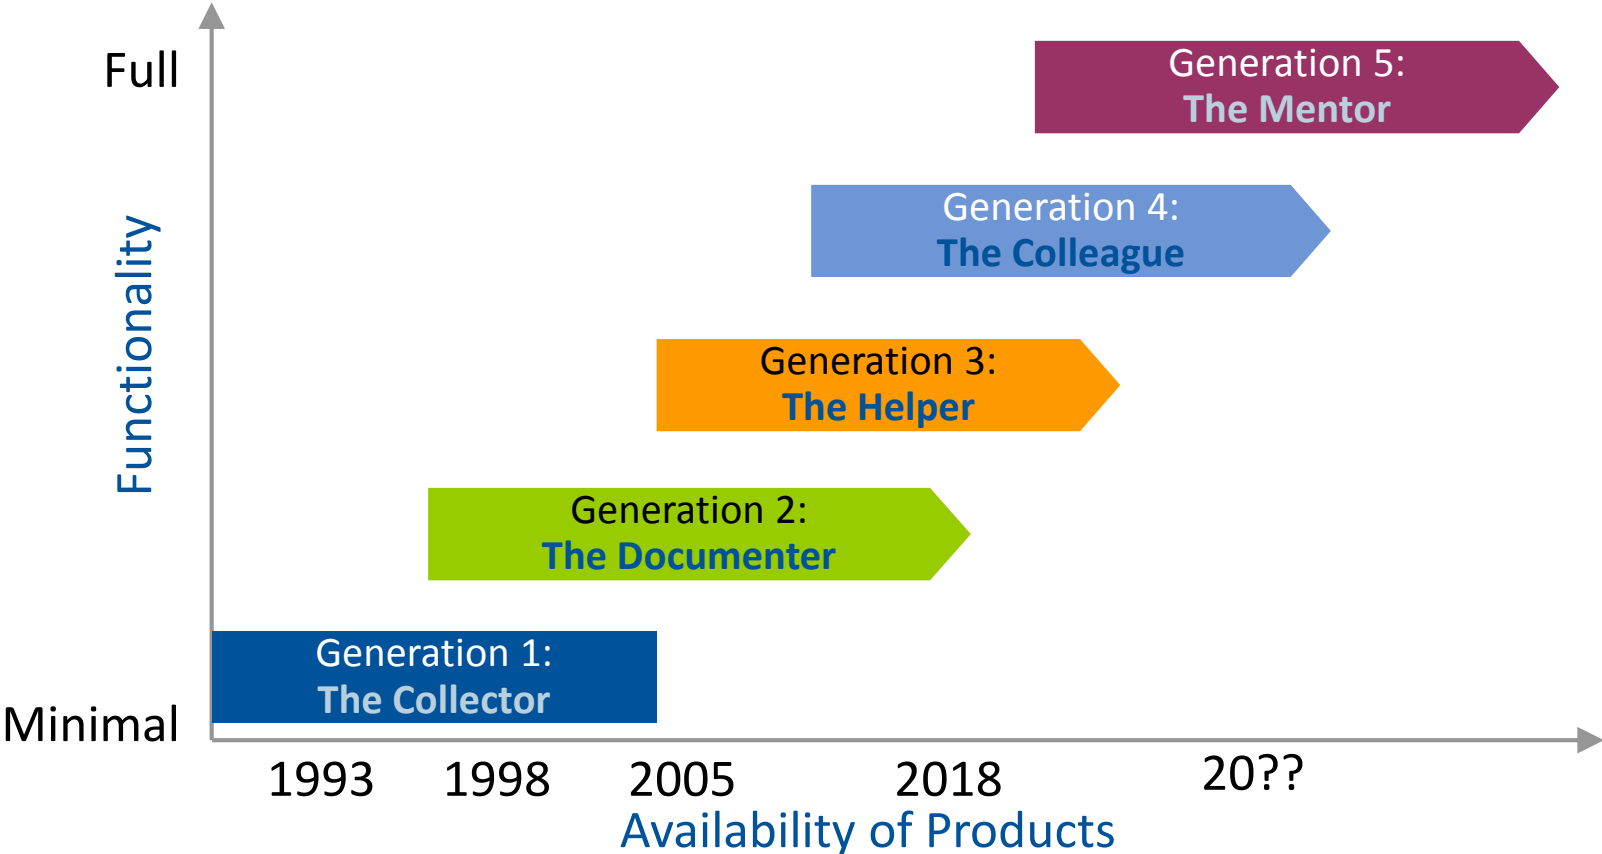 Full
Generation 5:
The Mentor
Generation 4:
The Colleague
Functionality
Generation 3:
The Helper
Generation 2:
The Documenter
Generation 1:
The Collector
Minimal
1993 1998 2005 2018 20??
Availability of Products